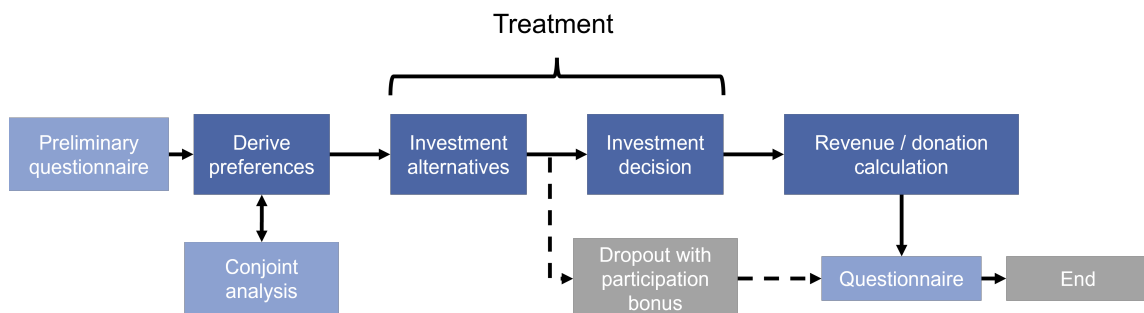 Treatment
Preliminary
questionnaire
Derive
preferences
Investment
alternatives
Investment
decision
Revenue / donation
calculation
Conjoint
analysis
Dropout with
participation
bonus
Questionnaire
End